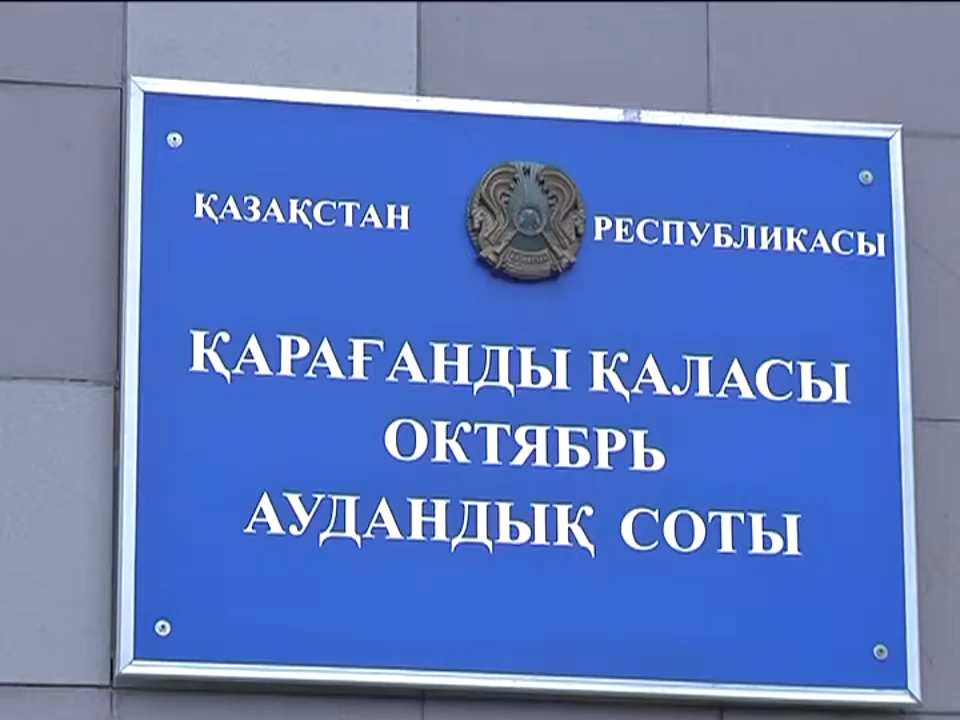 ҚАЗАҚСТАН РЕСПУБЛИКАСЫ
ҚАРАҒАНДЫ ҚАЛАСЫ
ОКТЯБРЬ
АУДАНДЫҚ СОТЫ